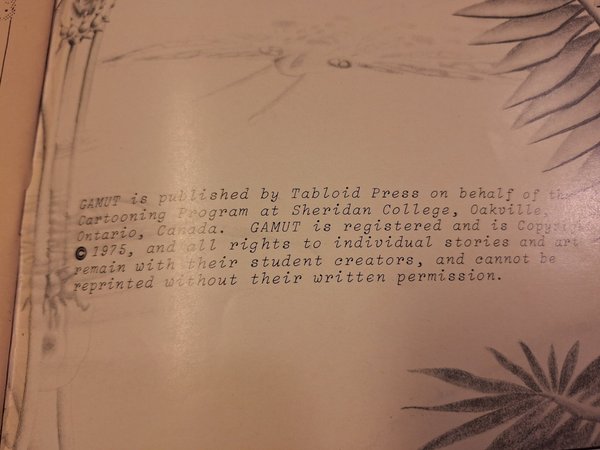 GAMUT is published by Tabloid Press on behalf of the
Cartooning Program at Sheridan College, Oakville,
Ontario, Canada. GAMUT is registered and is Copyright
© 1975, and all rights to individual stories and art
remain with their student creators, and cannot be
reprinted without their written permission.